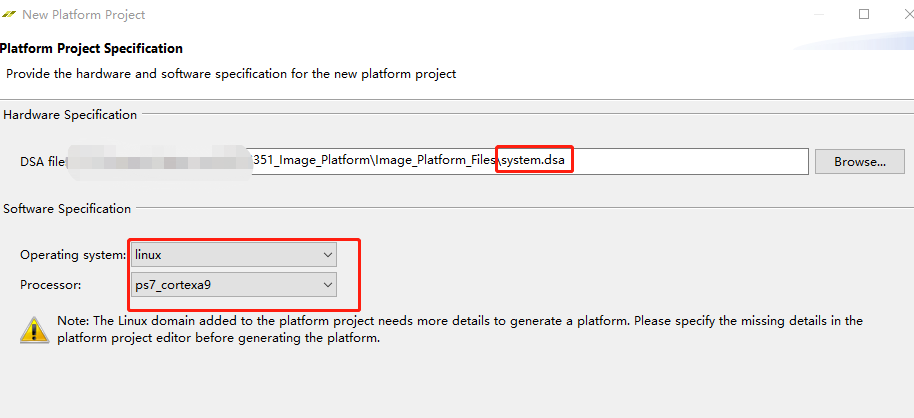 New Platform Project
Platform Project Specification
Provide the hardware and software specification for the new platform project
Hardware Specification
DSA file 351_Image_Platform\Image_Platform_Files\system.dsa Browse...
Software Specification
Operating system: linux
Processor: ps7_cortexa9
Note: The Linux domain added to the platform project needs more details to generate a platform. Please specify the missing details in the
platform project editor before generating the platform.